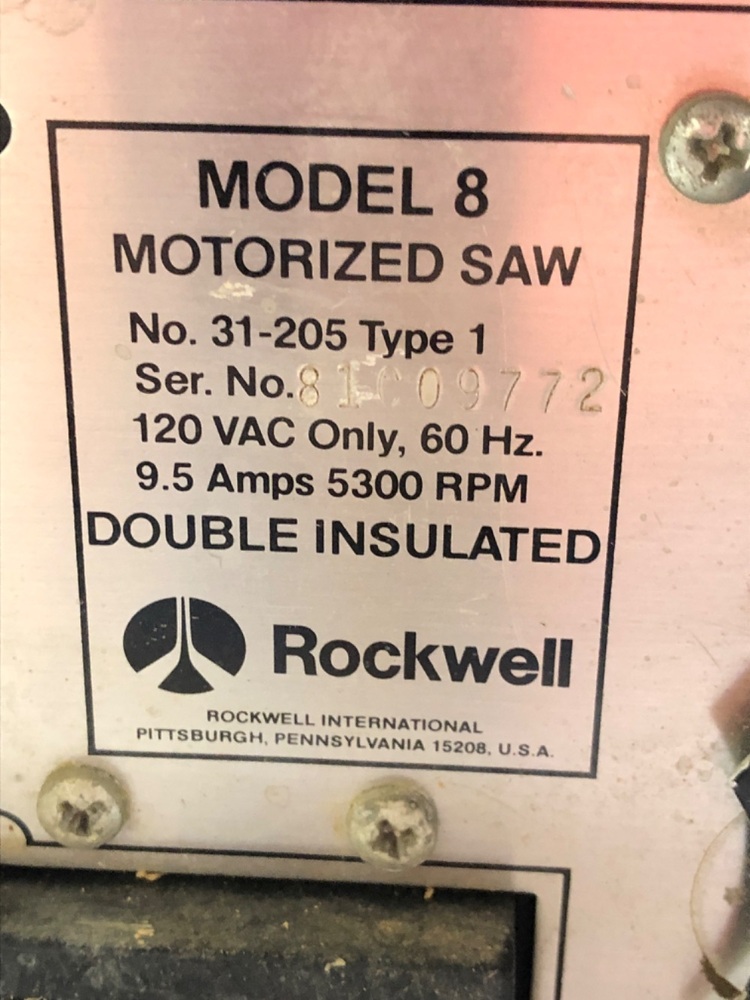 MODEL 8
MOTORIZED SAW
No. 31-205 Type 1
Ser. No. 81C09772
120 VAC Only, 60 Hz.
9.5 Amps 5300 RPM
DOUBLE INSULATED
Rockwell
ROCKWELL INTERNATIONAL
PITTSBURGH, PENNSYLVANIA 15208, U.S.A.